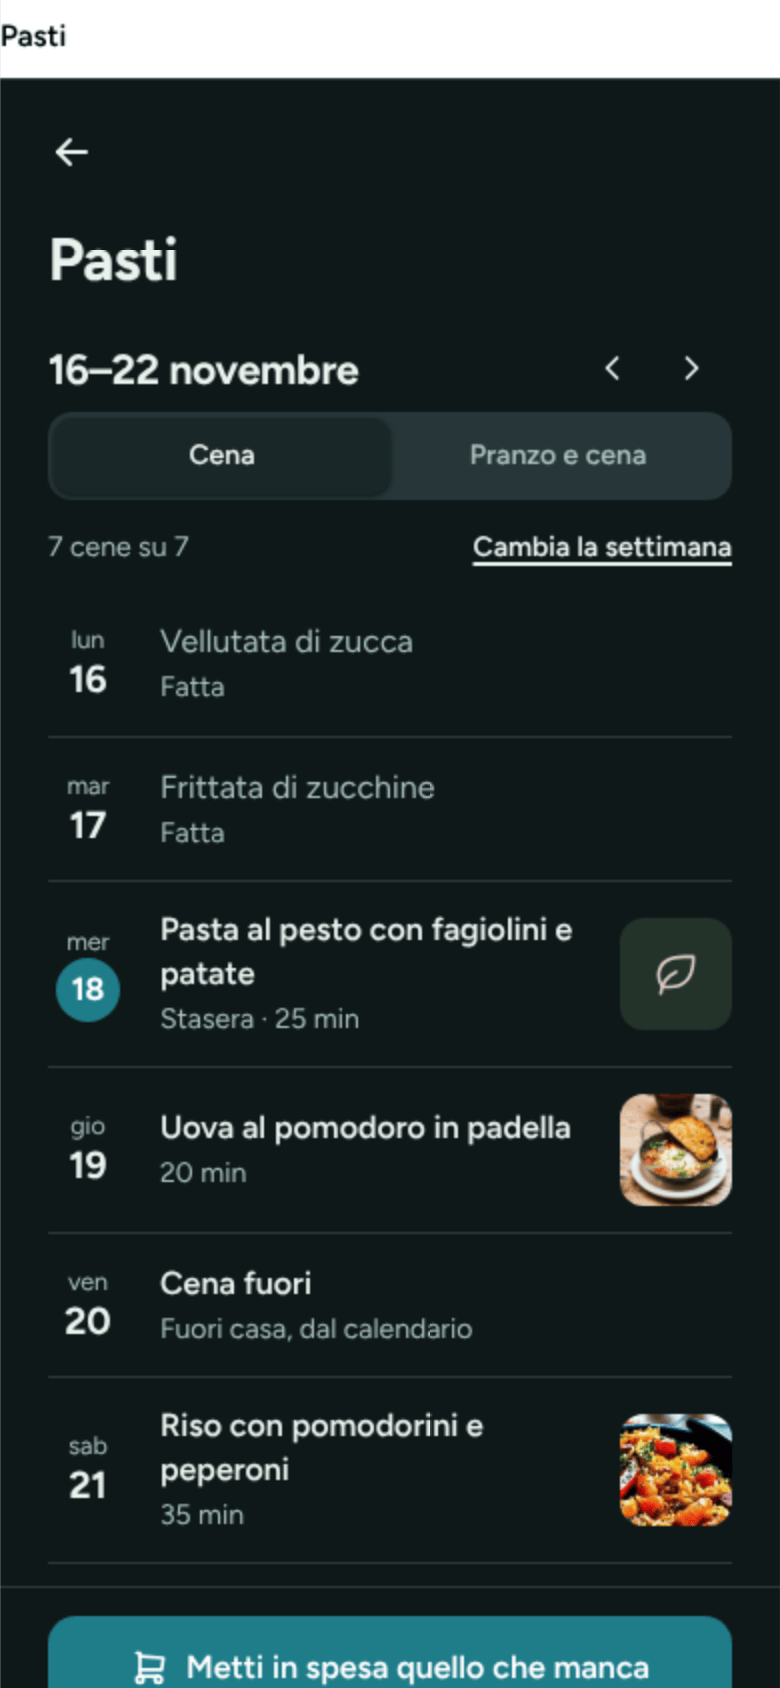 Pasti
Pasti
16–22 novembre
Cena
Pranzo e cena
7 cene su 7
Cambia la settimana
lun
16
Vellutata di zucca
Fatta
mar
17
Frittata di zucchine
Fatta
mer
18
Pasta al pesto con fagiolini e
patate
Stasera · 25 min
gio
19
Uova al pomodoro in padella
20 min
ven
20
Cena fuori
Fuori casa, dal calendario
sab
21
Riso con pomodorini e
peperoni
35 min
Metti in spesa quello che manca